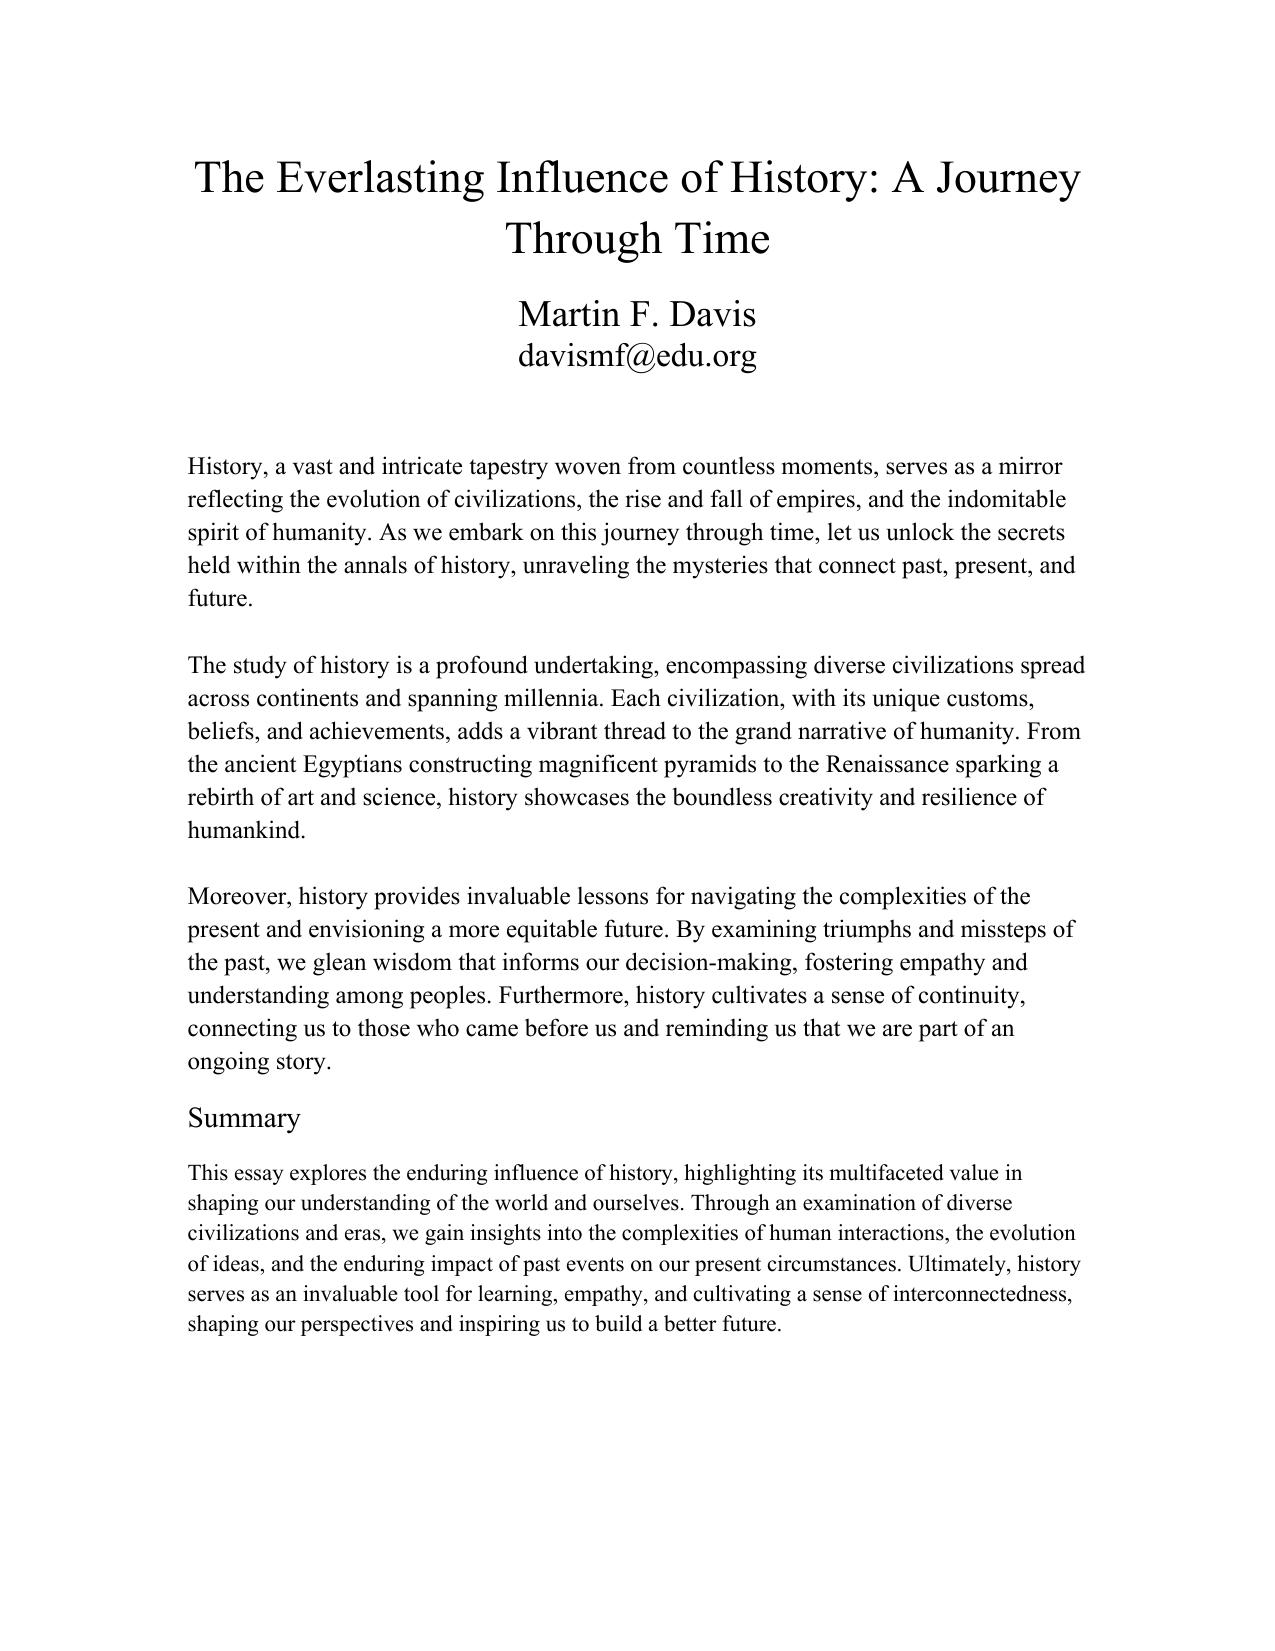 The Everlasting Influence of History: A Journey
Through Time
Martin F. Davis
davismf@edu.org
History, a vast and intricate tapestry woven from countless moments, serves as a mirror
reflecting the evolution of civilizations, the rise and fall of empires, and the indomitable
spirit of humanity. As we embark on this journey through time, let us unlock the secrets
held within the annals of history, unraveling the mysteries that connect past, present, and
future.
The study of history is a profound undertaking, encompassing diverse civilizations spread
across continents and spanning millennia. Each civilization, with its unique customs,
beliefs, and achievements, adds a vibrant thread to the grand narrative of humanity. From
the ancient Egyptians constructing magnificent pyramids to the Renaissance sparking a
rebirth of art and science, history showcases the boundless creativity and resilience of
humankind.
Moreover, history provides invaluable lessons for navigating the complexities of the
present and envisioning a more equitable future. By examining triumphs and missteps of
the past, we glean wisdom that informs our decision-making, fostering empathy and
understanding among peoples. Furthermore, history cultivates a sense of continuity,
connecting us to those who came before us and reminding us that we are part of an
ongoing story.
Summary
This essay explores the enduring influence of history, highlighting its multifaceted value in
shaping our understanding of the world and ourselves. Through an examination of diverse
civilizations and eras, we gain insights into the complexities of human interactions, the evolution
of ideas, and the enduring impact of past events on our present circumstances. Ultimately, history
serves as an invaluable tool for learning, empathy, and cultivating a sense of interconnectedness,
shaping our perspectives and inspiring us to build a better future.